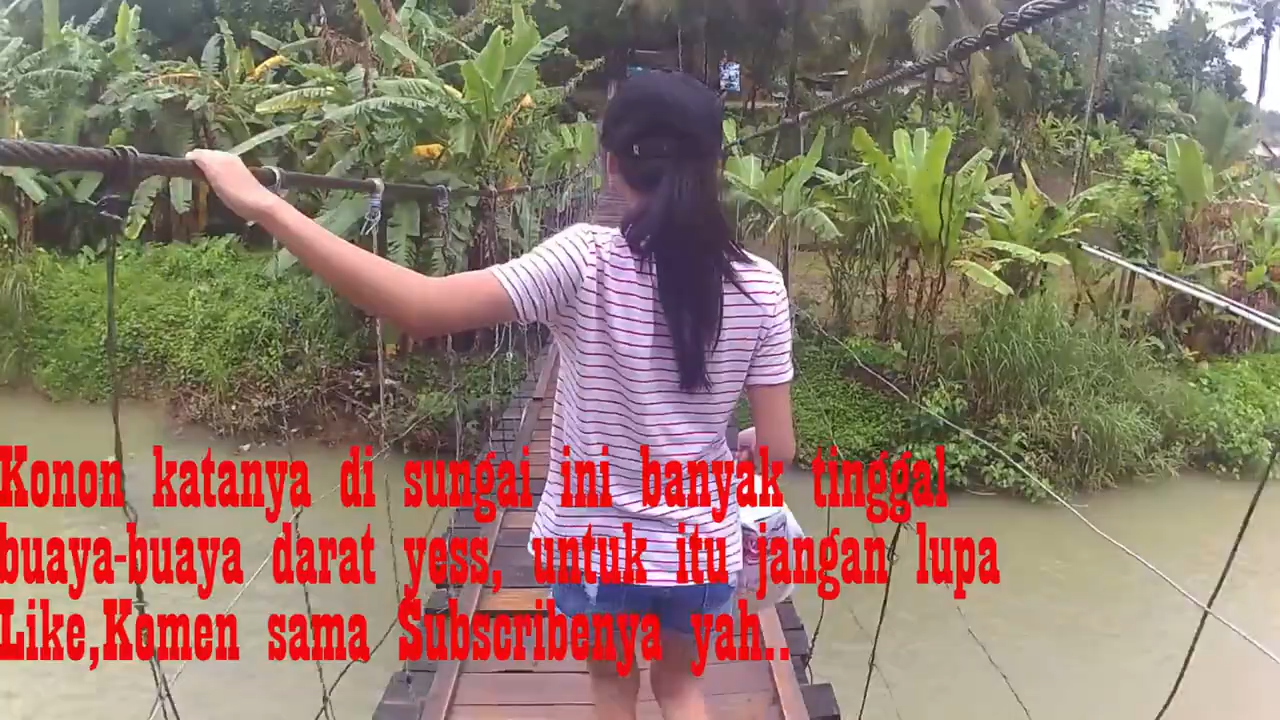 Konon katanya di sungai ini banyak tinggal
buaya-buaya darat yess, untuk itu jangan lupa
Like,Komen sama Subscribenya yah..